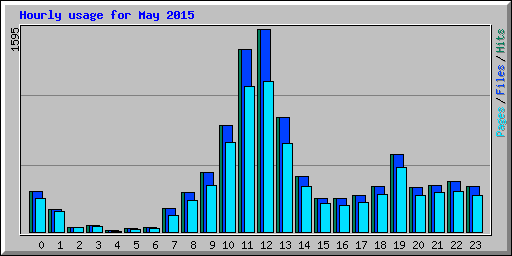 Hourly usage for May 2015
1595
Pages/Files/Hits
0 1 2 3 4 5 6 7 8 9 10 11 12 13 14 15 16 17 18 19 20 21 22 23